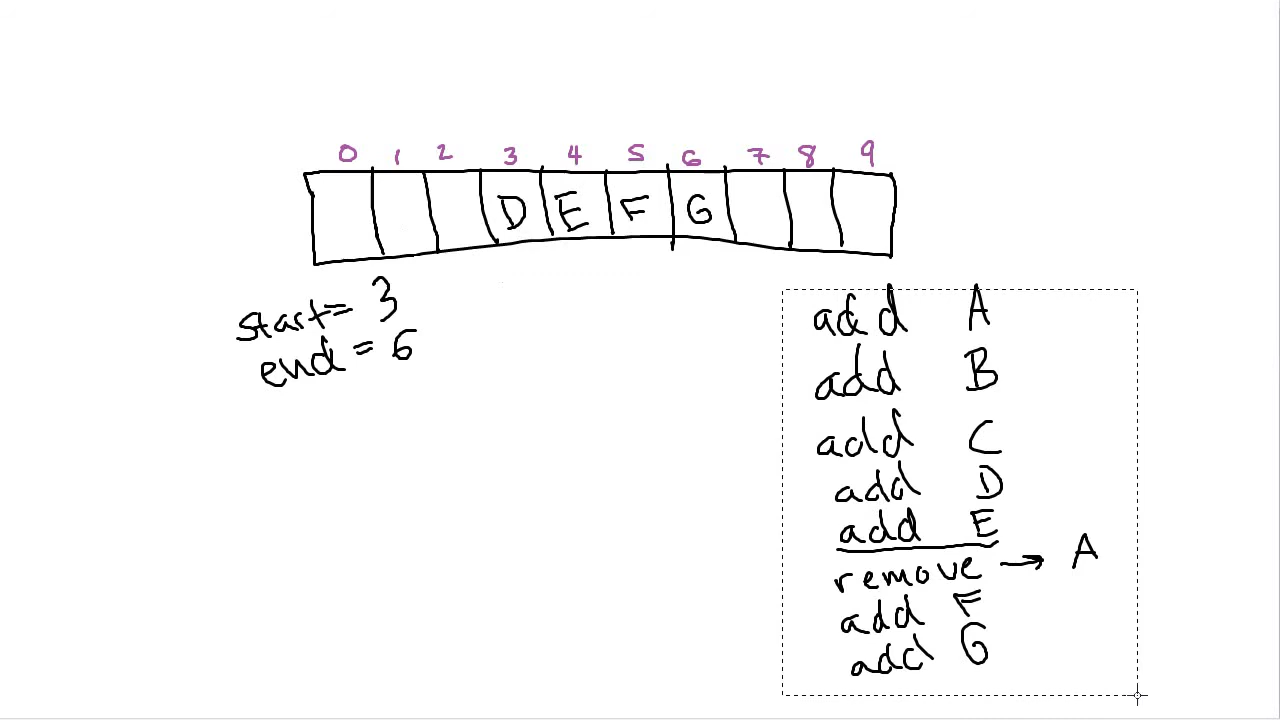 0 1 2 3 4 5 6 7 8 9
D E F G
start = 3
end = 6
add A
add B
add C
add D
add E
remove → A
add F
add G